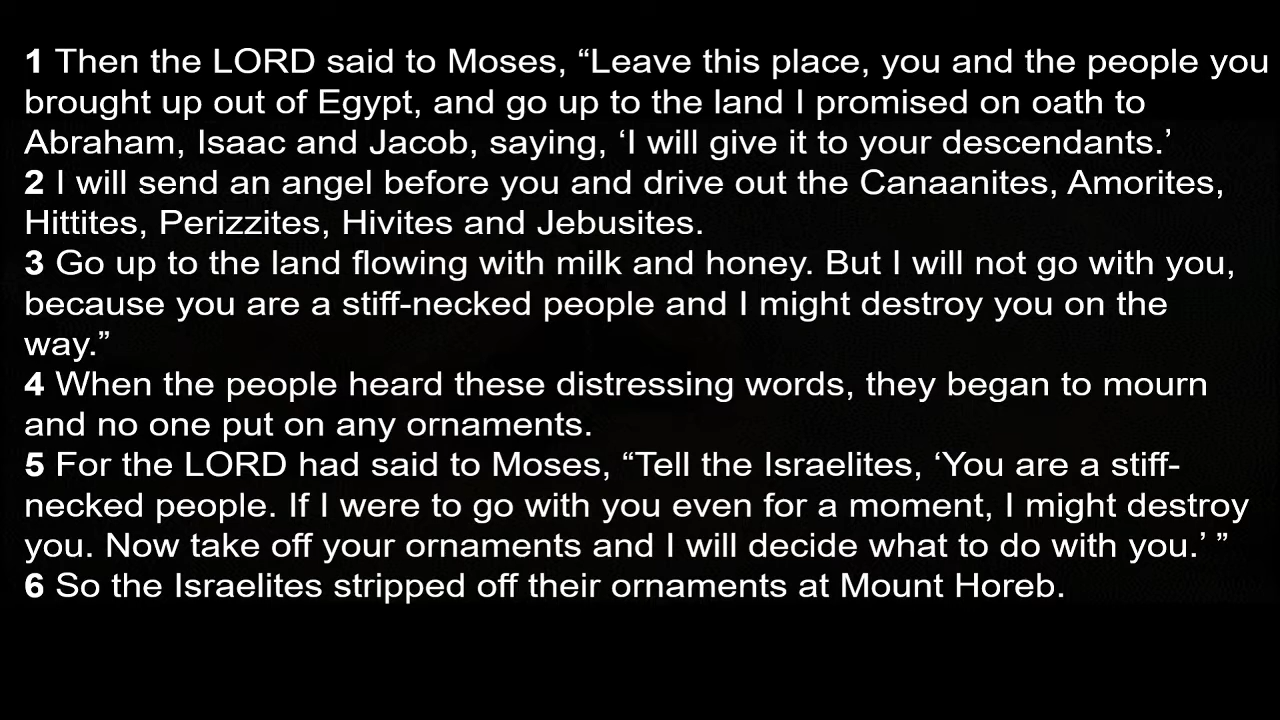 1 Then the LORD said to Moses, “Leave this place, you and the people you
brought up out of Egypt, and go up to the land I promised on oath to
Abraham, Isaac and Jacob, saying, ‘I will give it to your descendants.’
2 I will send an angel before you and drive out the Canaanites, Amorites,
Hittites, Perizzites, Hivites and Jebusites.
3 Go up to the land flowing with milk and honey. But I will not go with you,
because you are a stiff-necked people and I might destroy you on the
way.”
4 When the people heard these distressing words, they began to mourn
and no one put on any ornaments.
5 For the LORD had said to Moses, “Tell the Israelites, ‘You are a stiff-
necked people. If I were to go with you even for a moment, I might destroy
you. Now take off your ornaments and I will decide what to do with you.’ ”
6 So the Israelites stripped off their ornaments at Mount Horeb.